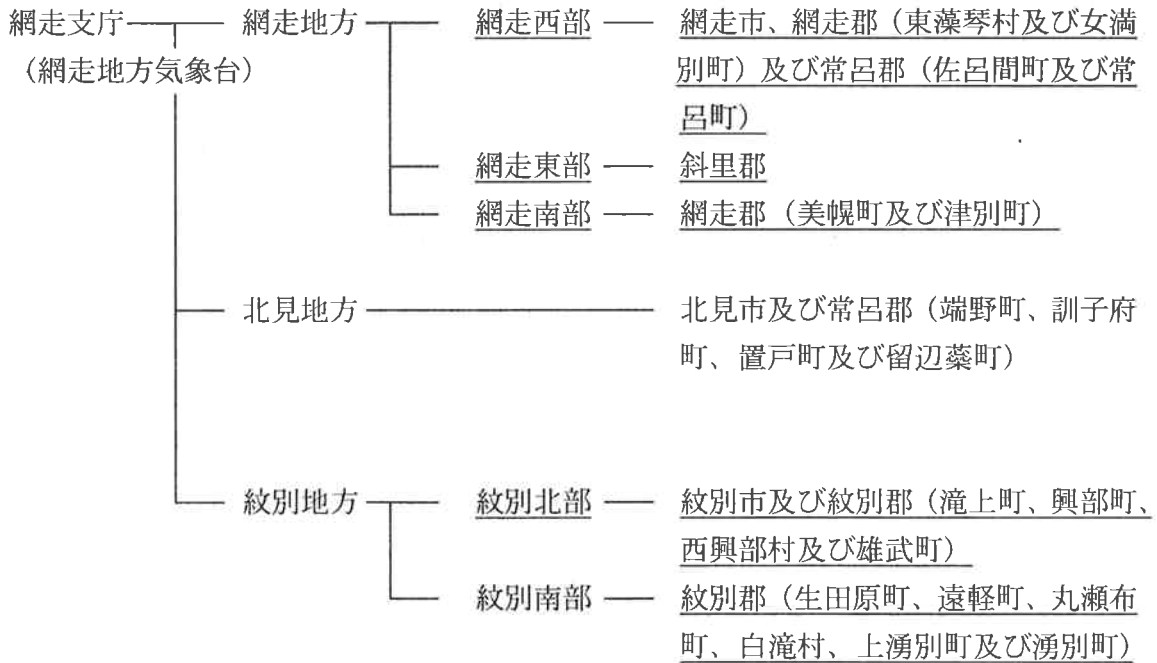 網走支庁 網走地方 網走西部 網走市、網走郡（東藻琴村及び女満
（網走地方気象台） 別町）及び常呂郡（佐呂間町及び常
呂町）
網走東部 斜里郡
網走南部 網走郡（美幌町及び津別町）
北見地方 北見市及び常呂郡（端野町、訓子府
町、置戸町及び留辺蘂町）
紋別地方 紋別北部 紋別市及び紋別郡（滝上町、興部町、
西興部村及び雄武町）
紋別南部 紋別郡（生田原町、遠軽町、丸瀬布
町、白滝村、上湧別町及び湧別町）